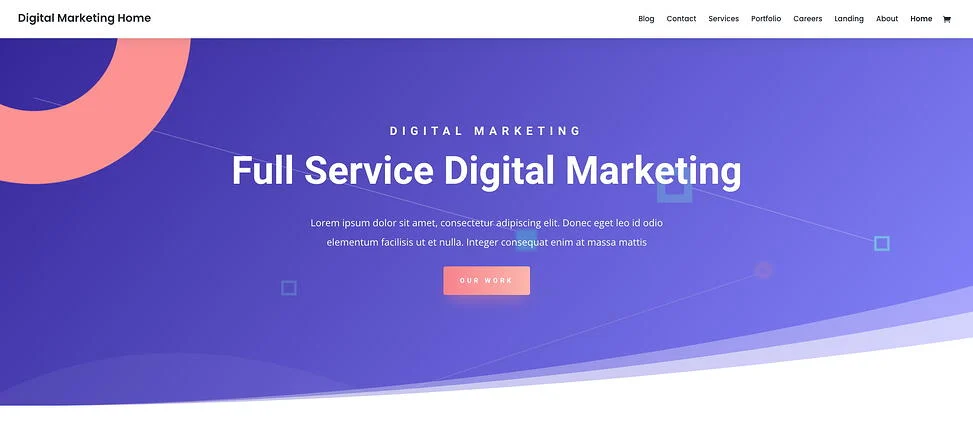 Digital Marketing Home
Blog Contact Services Portfolio Careers Landing About Home
DIGITAL MARKETING
Full Service Digital Marketing
Lorem ipsum dolor sit amet, consectetur adipiscing elit. Donec eget leo id odio
elementum facilisis ut et nulla. Integer consequat enim at massa mattis
OUR WORK